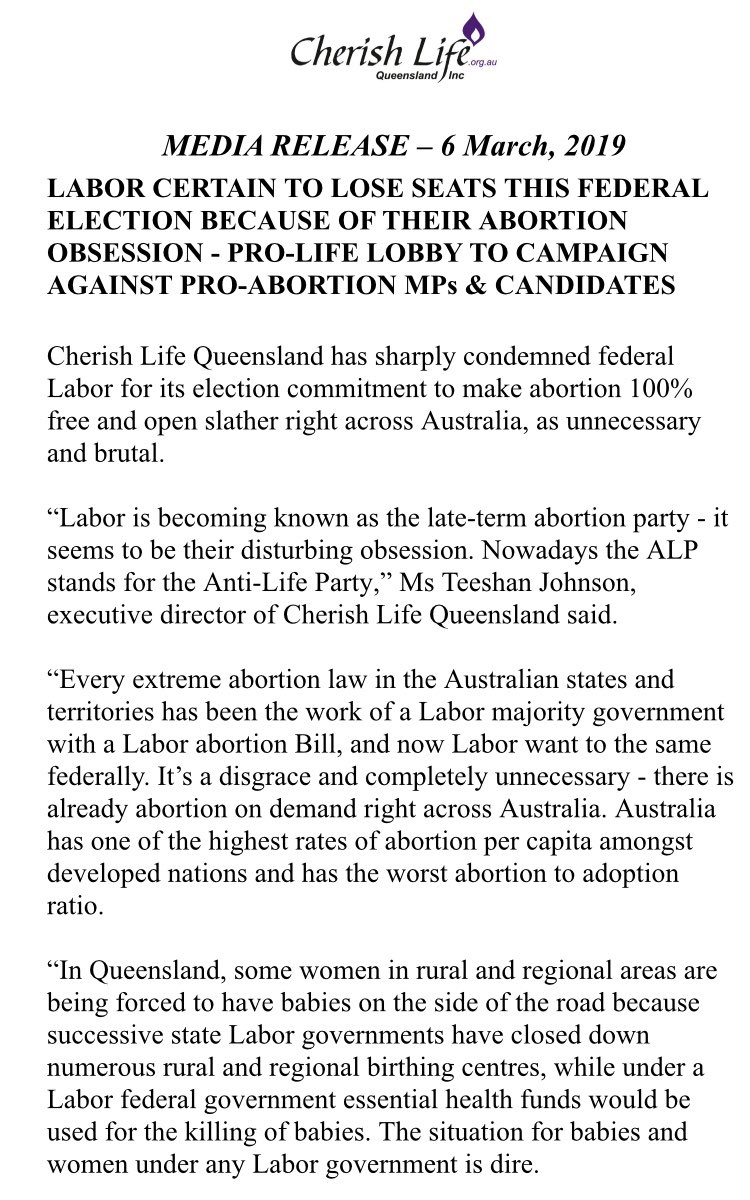 Cherish Life
.org.au
Queensland Inc
MEDIA RELEASE – 6 March, 2019
LABOR CERTAIN TO LOSE SEATS THIS FEDERAL
ELECTION BECAUSE OF THEIR ABORTION
OBSESSION - PRO-LIFE LOBBY TO CAMPAIGN
AGAINST PRO-ABORTION MPs & CANDIDATES
Cherish Life Queensland has sharply condemned federal
Labor for its election commitment to make abortion 100%
free and open slather right across Australia, as unnecessary
and brutal.
“Labor is becoming known as the late-term abortion party - it
seems to be their disturbing obsession. Nowadays the ALP
stands for the Anti-Life Party,” Ms Teeshan Johnson,
executive director of Cherish Life Queensland said.
“Every extreme abortion law in the Australian states and
territories has been the work of a Labor majority government
with a Labor abortion Bill, and now Labor want to the same
federally. It’s a disgrace and completely unnecessary - there is
already abortion on demand right across Australia. Australia
has one of the highest rates of abortion per capita amongst
developed nations and has the worst abortion to adoption
ratio.
“In Queensland, some women in rural and regional areas are
being forced to have babies on the side of the road because
successive state Labor governments have closed down
numerous rural and regional birthing centres, while under a
Labor federal government essential health funds would be
used for the killing of babies. The situation for babies and
women under any Labor government is dire.